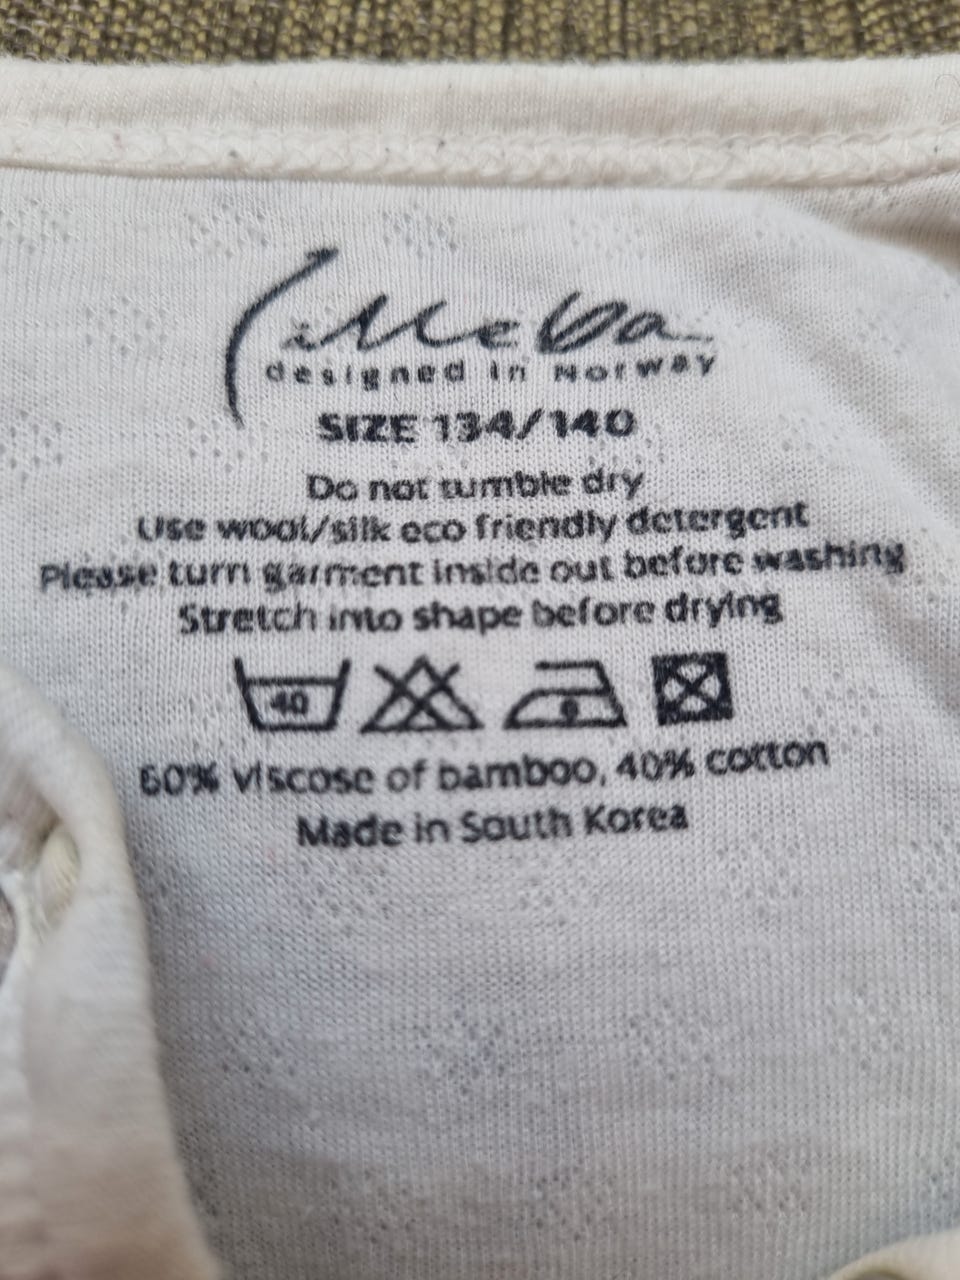 LilleBa
designed in Norway
SIZE 134/140
Do not tumble dry
Use wool/silk eco friendly detergent
Please turn garment inside out before washing
Stretch into shape before drying
40
60% viscose of bamboo, 40% cotton
Made in South Korea